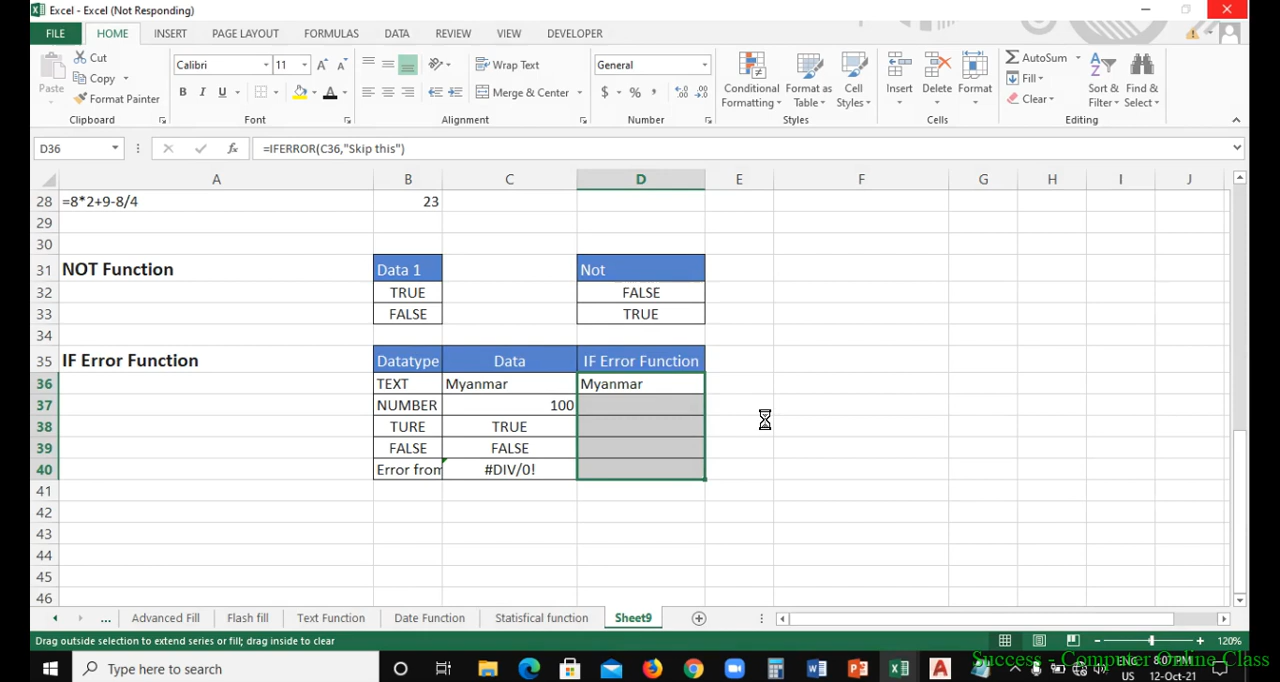 Excel - Excel (Not Responding)
FILE HOME INSERT PAGE LAYOUT FORMULAS DATA REVIEW VIEW DEVELOPER
Cut
Copy
Format Painter
Paste
Clipboard
Calibri 11
B I U
Font
Wrap Text
Merge & Center
Alignment
General
$ % ,
Number
Conditional Formatting
Format as Table
Cell Styles
Styles
Insert Delete Format
Cells
AutoSum
Fill
Clear
Sort & Filter
Find & Select
Editing
D36 fx =IFERROR(C36,"Skip this")
A B C D E F G H I J
28 =8*2+9-8/4 23
29
30
31 NOT Function Data 1 Not
32 TRUE FALSE
33 FALSE TRUE
34
35 IF Error Function Datatype Data IF Error Function
36 TEXT Myanmar Myanmar
37 NUMBER 100
38 TURE TRUE
39 FALSE FALSE
40 Error from #DIV/0!
41
42
43
44
45
46
... Advanced Fill Flash fill Text Function Date Function Statisfical function Sheet9
Drag outside selection to extend series or fill; drag inside to clear 120%
Type here to search
ENG 8:07 PM
US 12-Oct-21
Success - Computer Online Class